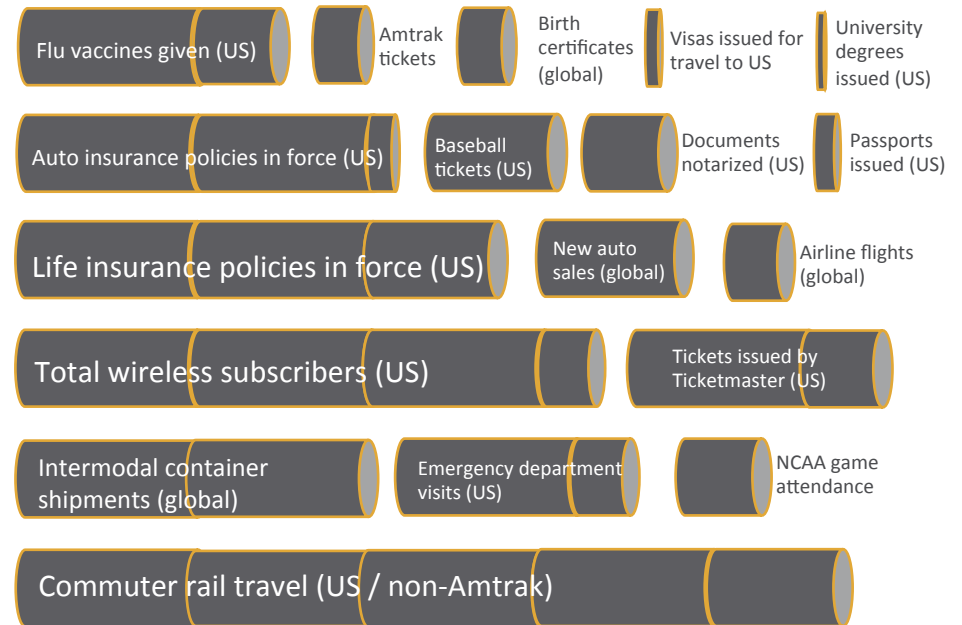 Flu vaccines given (US)
Amtrak
tickets
Birth
certificates
(global)
Visas issued for
travel to US
University
degrees
issued (US)
Auto insurance policies in force (US)
Baseball
tickets (US)
Documents
notarized (US)
Passports
issued (US)
Life insurance policies in force (US)
New auto
sales (global)
Airline flights
(global)
Total wireless subscribers (US)
Tickets issued by
Ticketmaster (US)
Intermodal container
shipments (global)
Emergency department
visits (US)
NCAA game
attendance
Commuter rail travel (US / non-Amtrak)